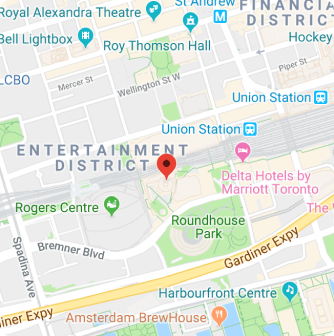 Royal Alexandra Theatre
St Andrew
FINANCIAL
DISTRICT
Bell Lightbox
Roy Thomson Hall
Hockey
LCBO
Mercer St
Wellington St W
Piper St
Union Station
Union Station
ENTERTAINMENT
DISTRICT
Delta Hotels by
Marriott Toronto
Rogers Centre
The
Roundhouse
Park
Bremner Blvd
Spadina Ave
Gardiner Expy
diner Expy
Harbourfront Centre
Amsterdam BrewHouse